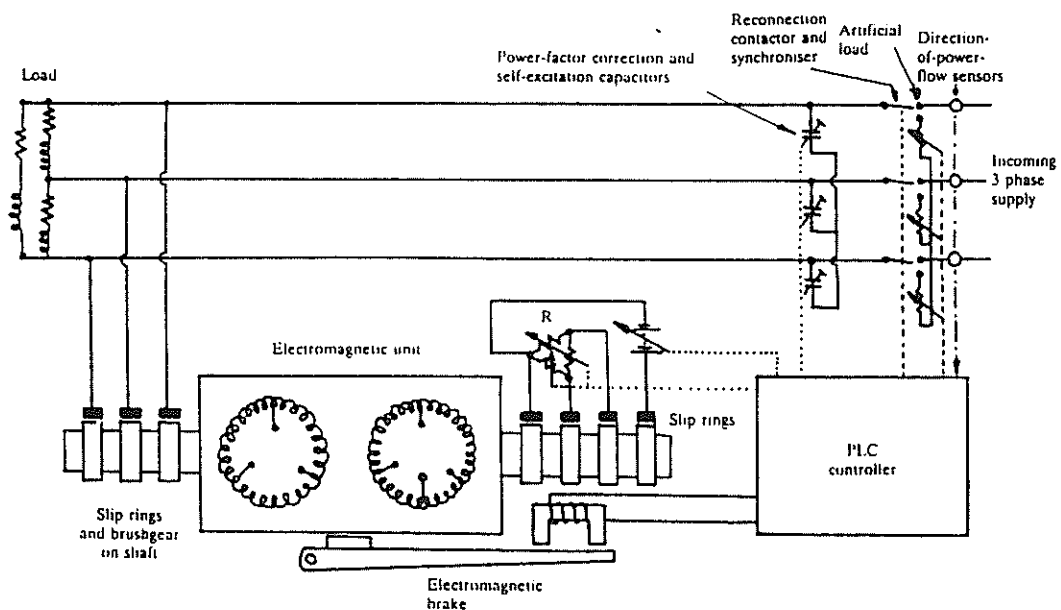 Load
Power-factor correction and
self-excitation capacitors
Reconnection
contactor and
synchroniser
Artificial
load
Direction-
of-power-
flow sensors
Incoming
3 phase
supply
R
Electromagnetic unit
Slip rings
PLC
controller
Slip rings
and brushgear
on shaft
Electromagnetic
brake